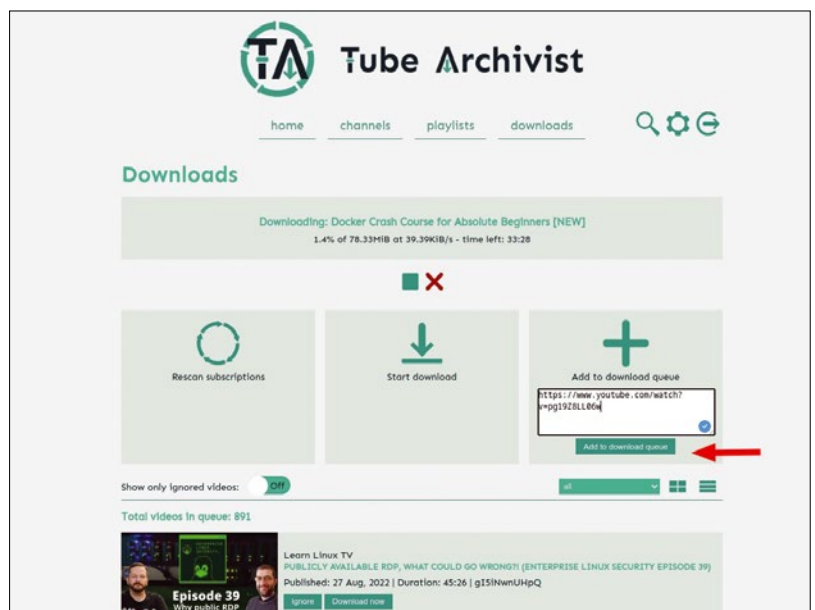 TA Tube Archivist
home channels playlists downloads
Downloads
Downloading: Docker Crash Course for Absolute Beginners [NEW]
1.4% of 78.33MiB at 39.39KiB/s - time left: 33:28
Rescan subscriptions
Start download
Add to download queue
https://www.youtube.com/watch?
v=pg19Z8LL06w
Add to download queue
Show only ignored videos: Off
all
Total videos in queue: 891
Learn Linux TV
PUBLICLY AVAILABLE RDP, WHAT COULD GO WRONG?! (ENTERPRISE LINUX SECURITY EPISODE 39)
Published: 27 Aug, 2022 | Duration: 45:26 | gI5iNwnUHpQ
Ignore Download now
Episode 39
Why public RDP